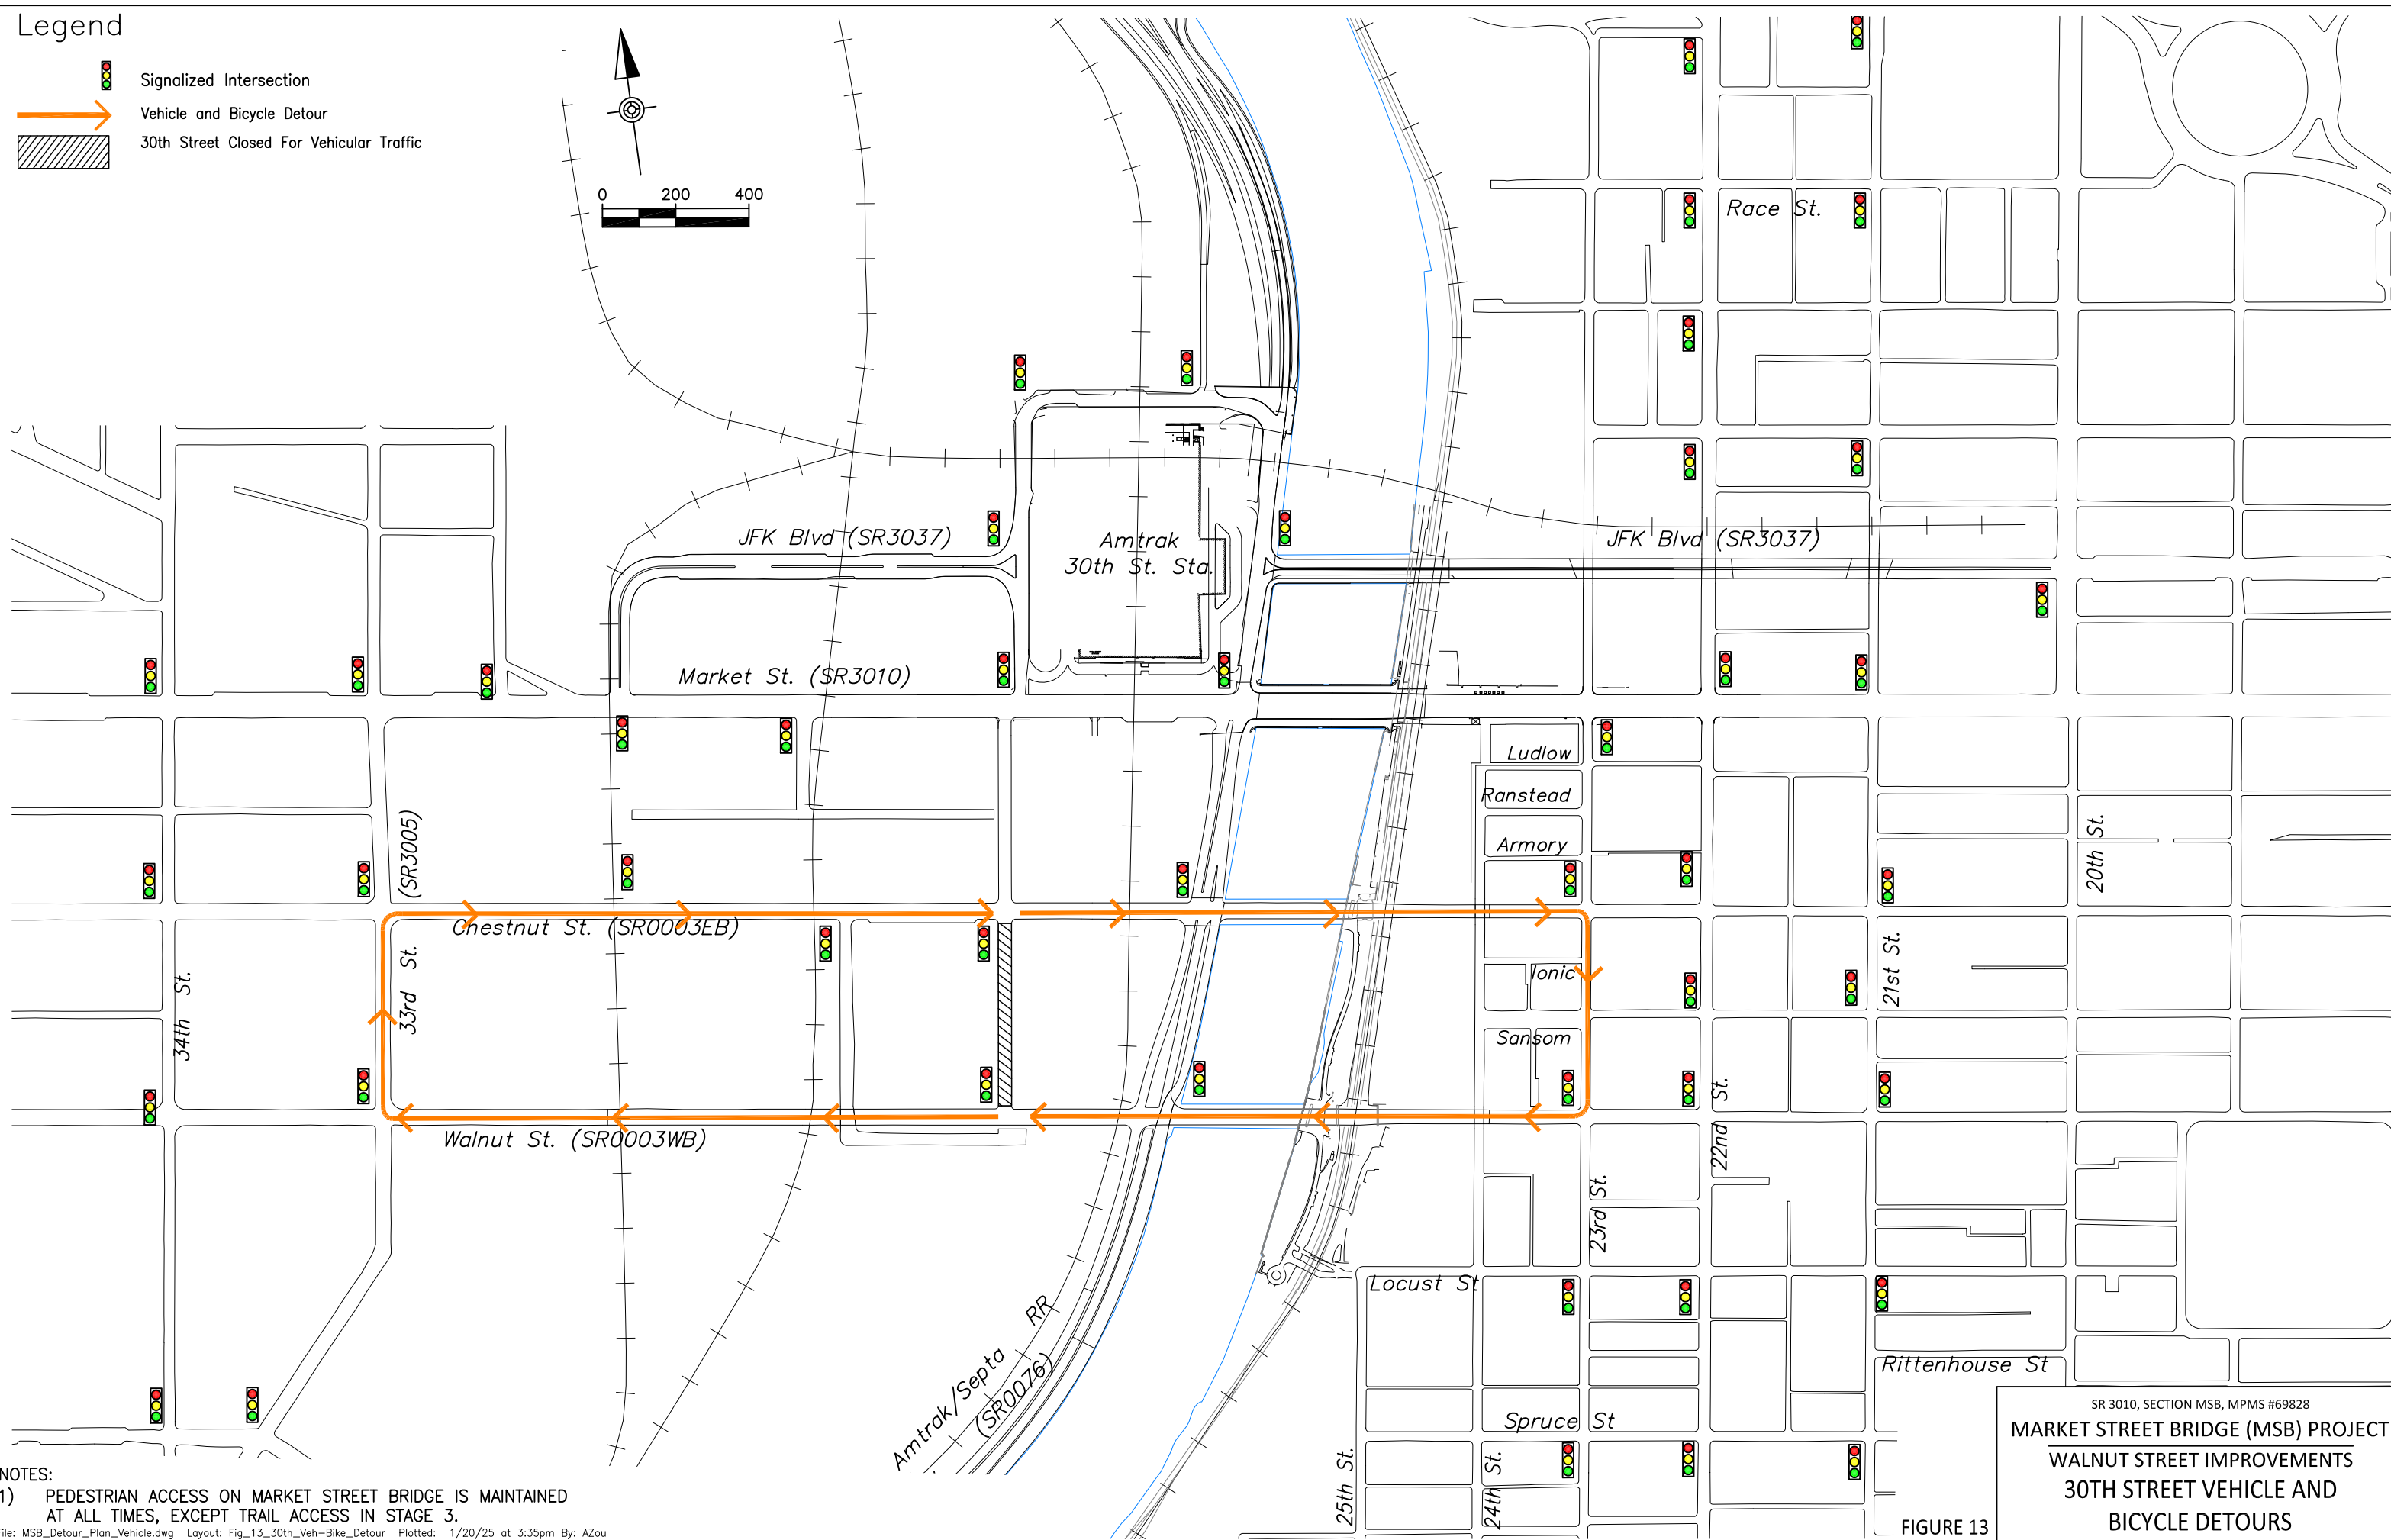 Legend
Signalized Intersection
Vehicle and Bicycle Detour
30th Street Closed For Vehicular Traffic
0 200 400
Race St.
JFK Blvd (SR3037)
Amtrak
30th St. Sta.
JFK Blvd (SR3037)
Market St. (SR3010)
Ludlow
Ranstead
Armory
(SR3005)
20th St.
Chestnut St. (SR0003EB)
33rd St.
34th St.
Ionic
21st St.
Sansom
Walnut St. (SR0003WB)
22nd St.
23rd St.
Locust St
Amtrak/Septa RR
(SR0076)
Rittenhouse St
Spruce St
25th St.
24th St.
NOTES:
1) PEDESTRIAN ACCESS ON MARKET STREET BRIDGE IS MAINTAINED
AT ALL TIMES, EXCEPT TRAIL ACCESS IN STAGE 3.
File: MSB_Detour_Plan_Vehicle.dwg Layout: Fig_13_30th_Veh-Bike_Detour Plotted: 1/20/25 at 3:35pm By: AZou
SR 3010, SECTION MSB, MPMS #69828
MARKET STREET BRIDGE (MSB) PROJECT
WALNUT STREET IMPROVEMENTS
30TH STREET VEHICLE AND
BICYCLE DETOURS
FIGURE 13